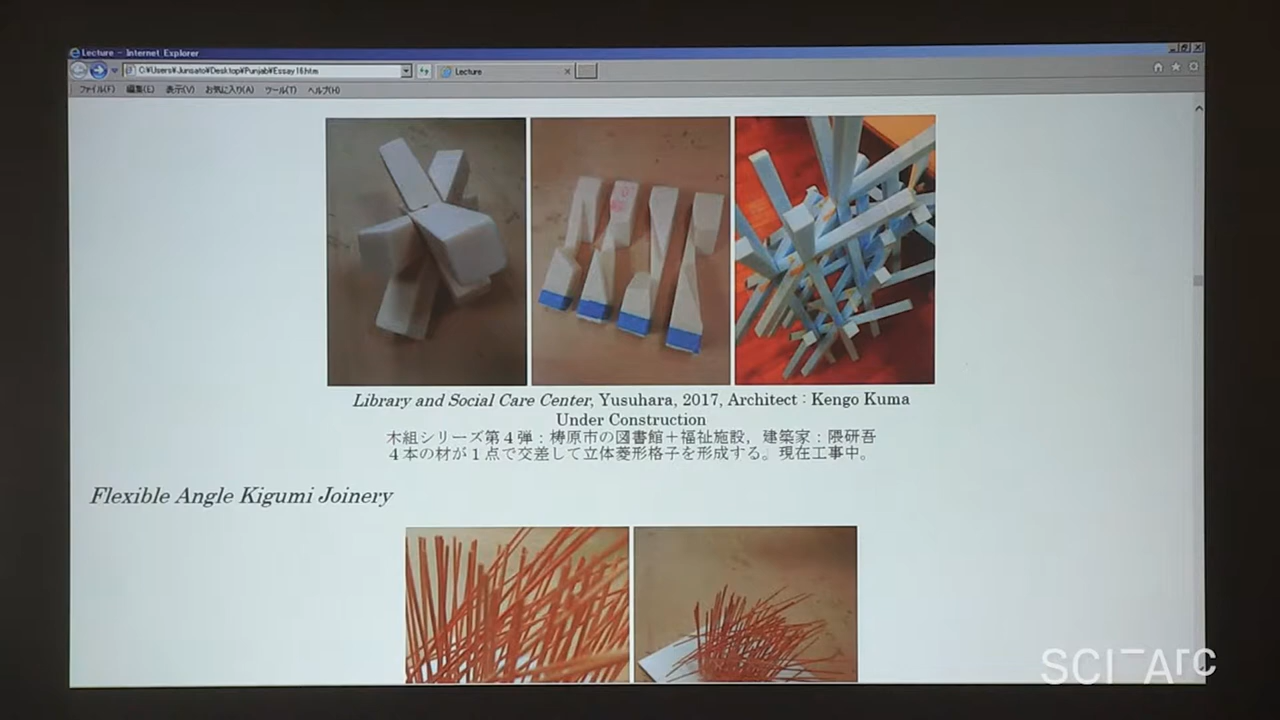 Lecture - Internet Explorer
C:¥Users¥Junsato¥Desktop¥Punjab¥Essay16.htm
Lecture
ファイル(F) 編集(E) 表示(V) お気に入り(A) ツール(T) ヘルプ(H)
Library and Social Care Center, Yusuhara, 2017, Architect : Kengo Kuma
Under Construction
木組シリーズ第４弾：梼原市の図書館＋福祉施設，建築家：隈研吾
４本の材が１点で交差して立体菱形格子を形成する。現在工事中。
Flexible Angle Kigumi Joinery
SCI-Arc